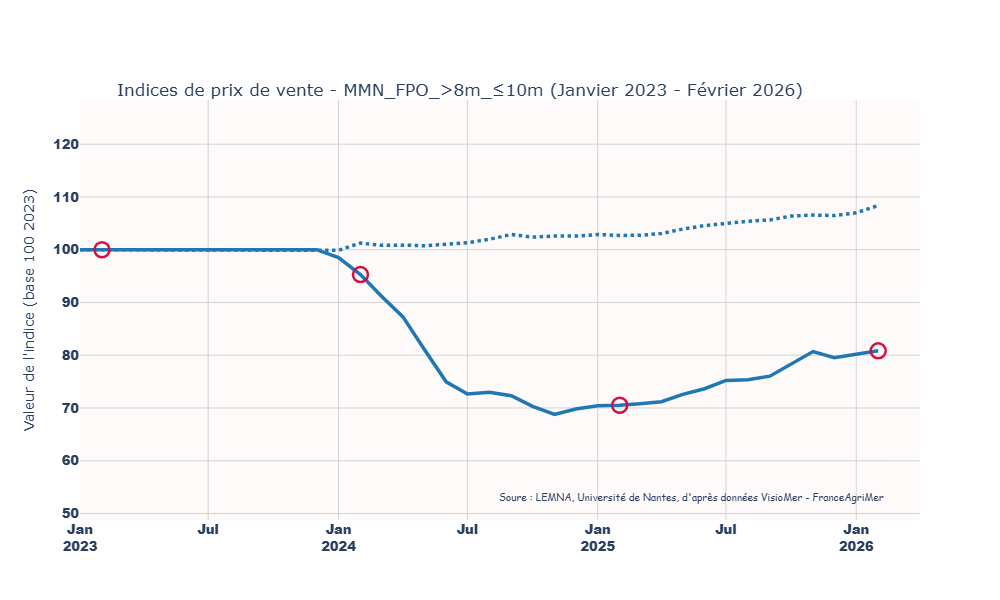 Indices de prix de vente - MMN_FPO_>8m_≤10m (Janvier 2023 - Février 2026)
Valeur de l'indice (base 100 2023)
120
110
100
90
80
70
60
50
Soure : LEMNA, Université de Nantes, d'après données VisioMer - FranceAgriMer
Jan Jul Jan Jul Jan Jul Jan
2023 2024 2025 2026